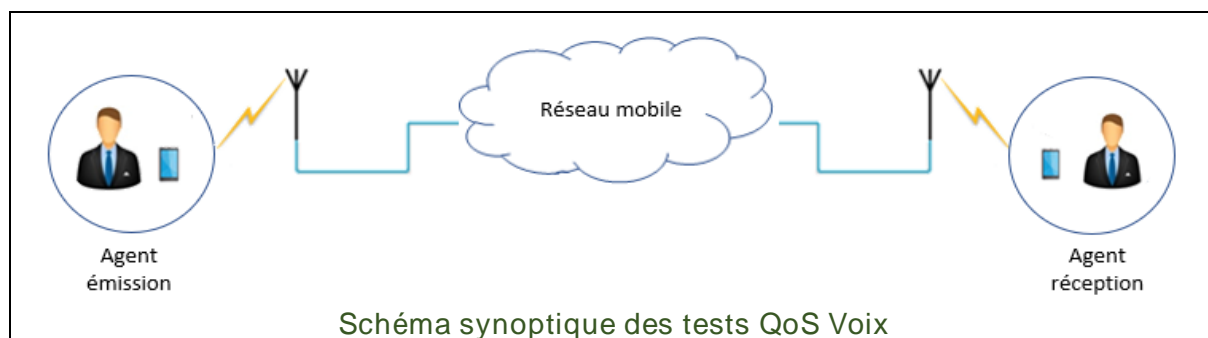 Réseau mobile
Agent
émission
Agent
réception
Schéma synoptique des tests QoS Voix